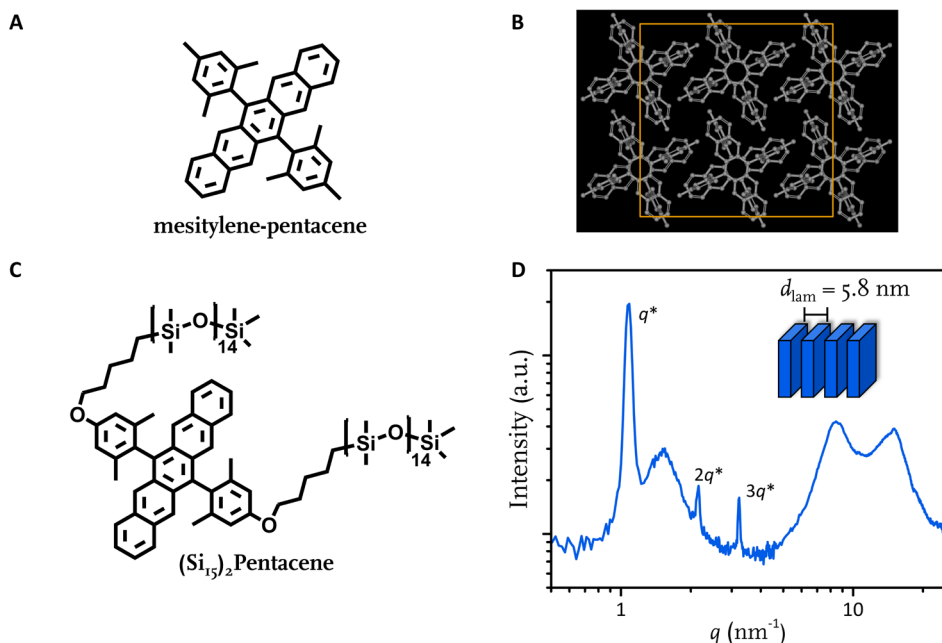 A
mesitylene-pentacene
B
C
Si O Si
14
O
Si O Si
14
O
(Si₁₅)₂Pentacene
D
d_lam = 5.8 nm
q*
2q*
3q*
Intensity (a.u.)
1 10
q (nm⁻¹)